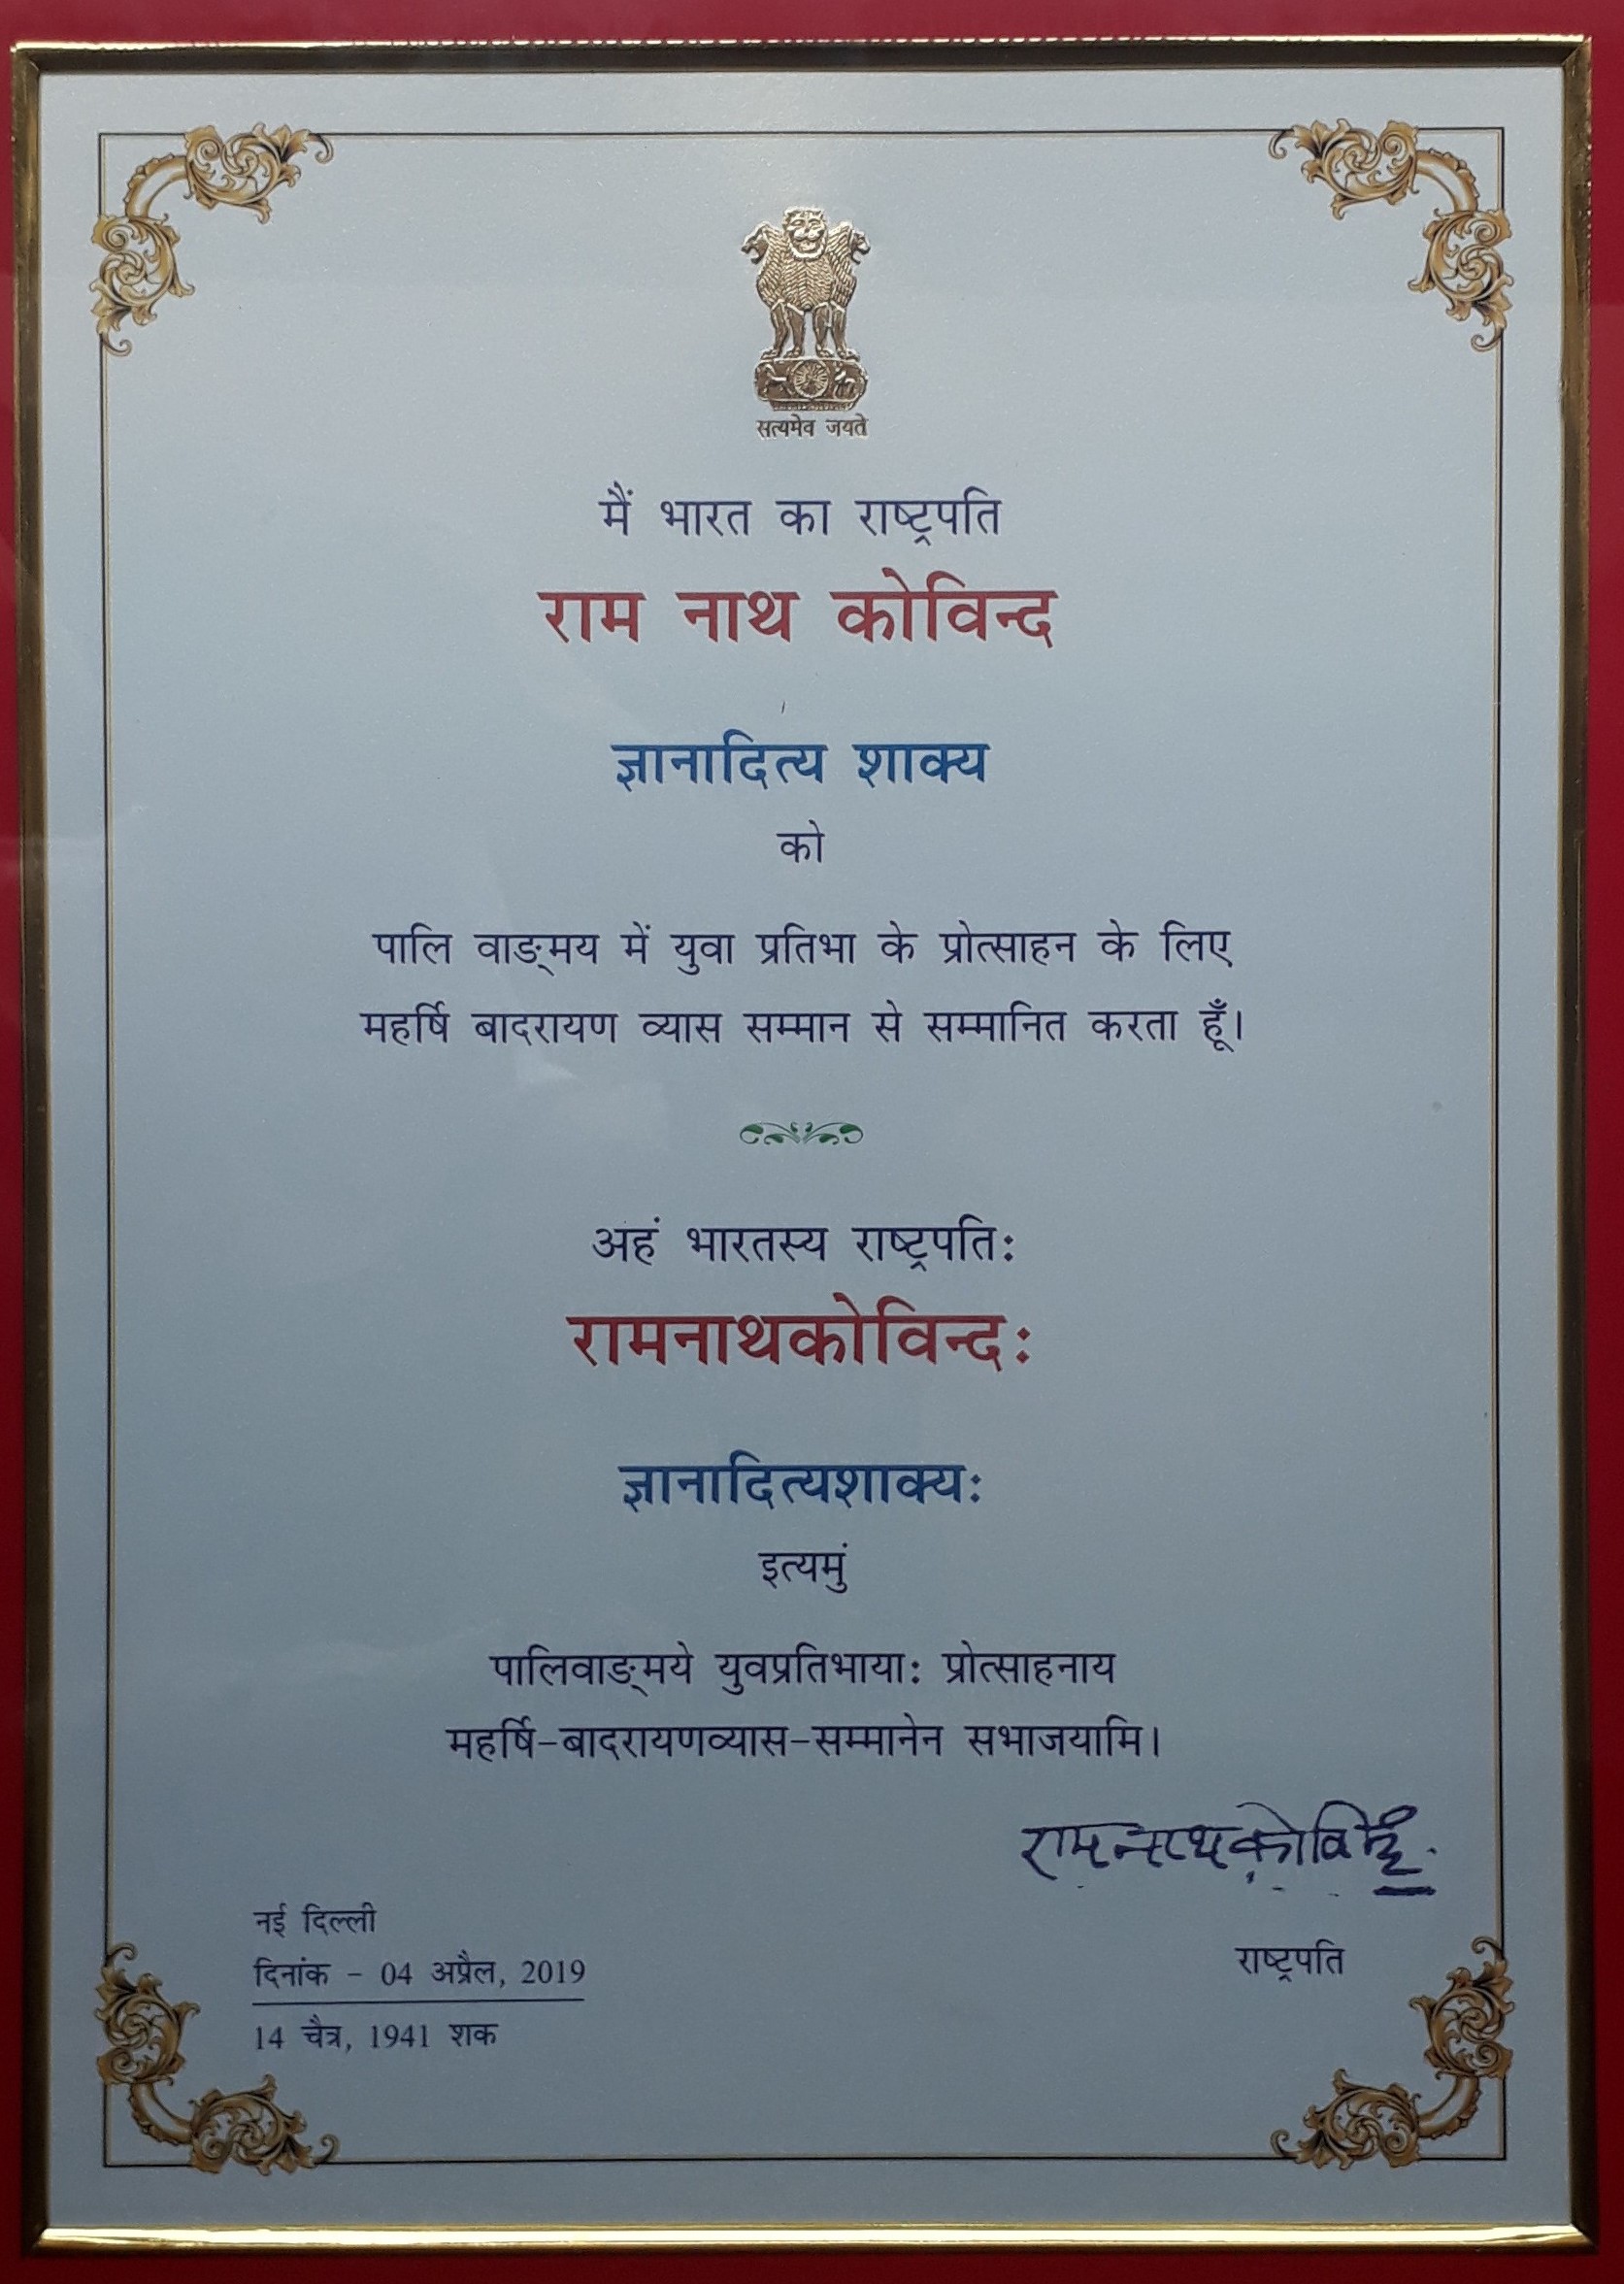 सत्यमेव जयते
मैं भारत का राष्ट्रपति
राम नाथ कोविन्द
ज्ञानादित्य शाक्य
को
पालि वाङ्मय में युवा प्रतिभा के प्रोत्साहन के लिए
महर्षि बादरायण व्यास सम्मान से सम्मानित करता हूँ।
अहं भारतस्य राष्ट्रपतिः
रामनाथकोविन्दः
ज्ञानादित्यशाक्यः
इत्यमुं
पालिवाङ्मये युवप्रतिभायाः प्रोत्साहनाय
महर्षि-बादरायणव्यास-सम्मानेन सभाजयामि।
रामनाथकोविन्द
राष्ट्रपति
नई दिल्ली
दिनांक - 04 अप्रैल, 2019
14 चैत्र, 1941 शक